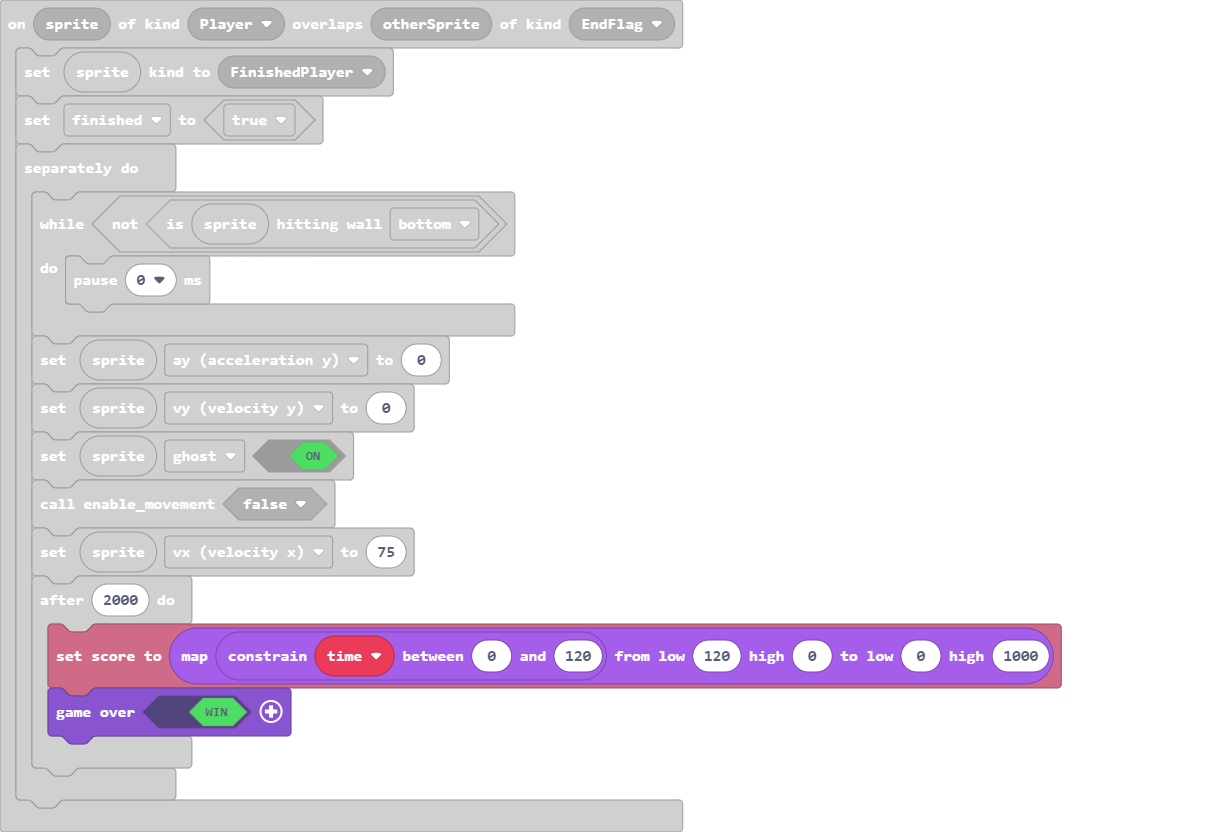 on sprite of kind Player overlaps otherSprite of kind EndFlag
set sprite kind to FinishedPlayer
set finished to true
separately do
while not is sprite hitting wall bottom
do pause 0 ms
set sprite ay (acceleration y) to 0
set sprite vy (velocity y) to 0
set sprite ghost ON
call enable_movement false
set sprite vx (velocity x) to 75
after 2000 do
set score to map constrain time between 0 and 120 from low 120 high 0 to low 0 high 1000
game over WIN